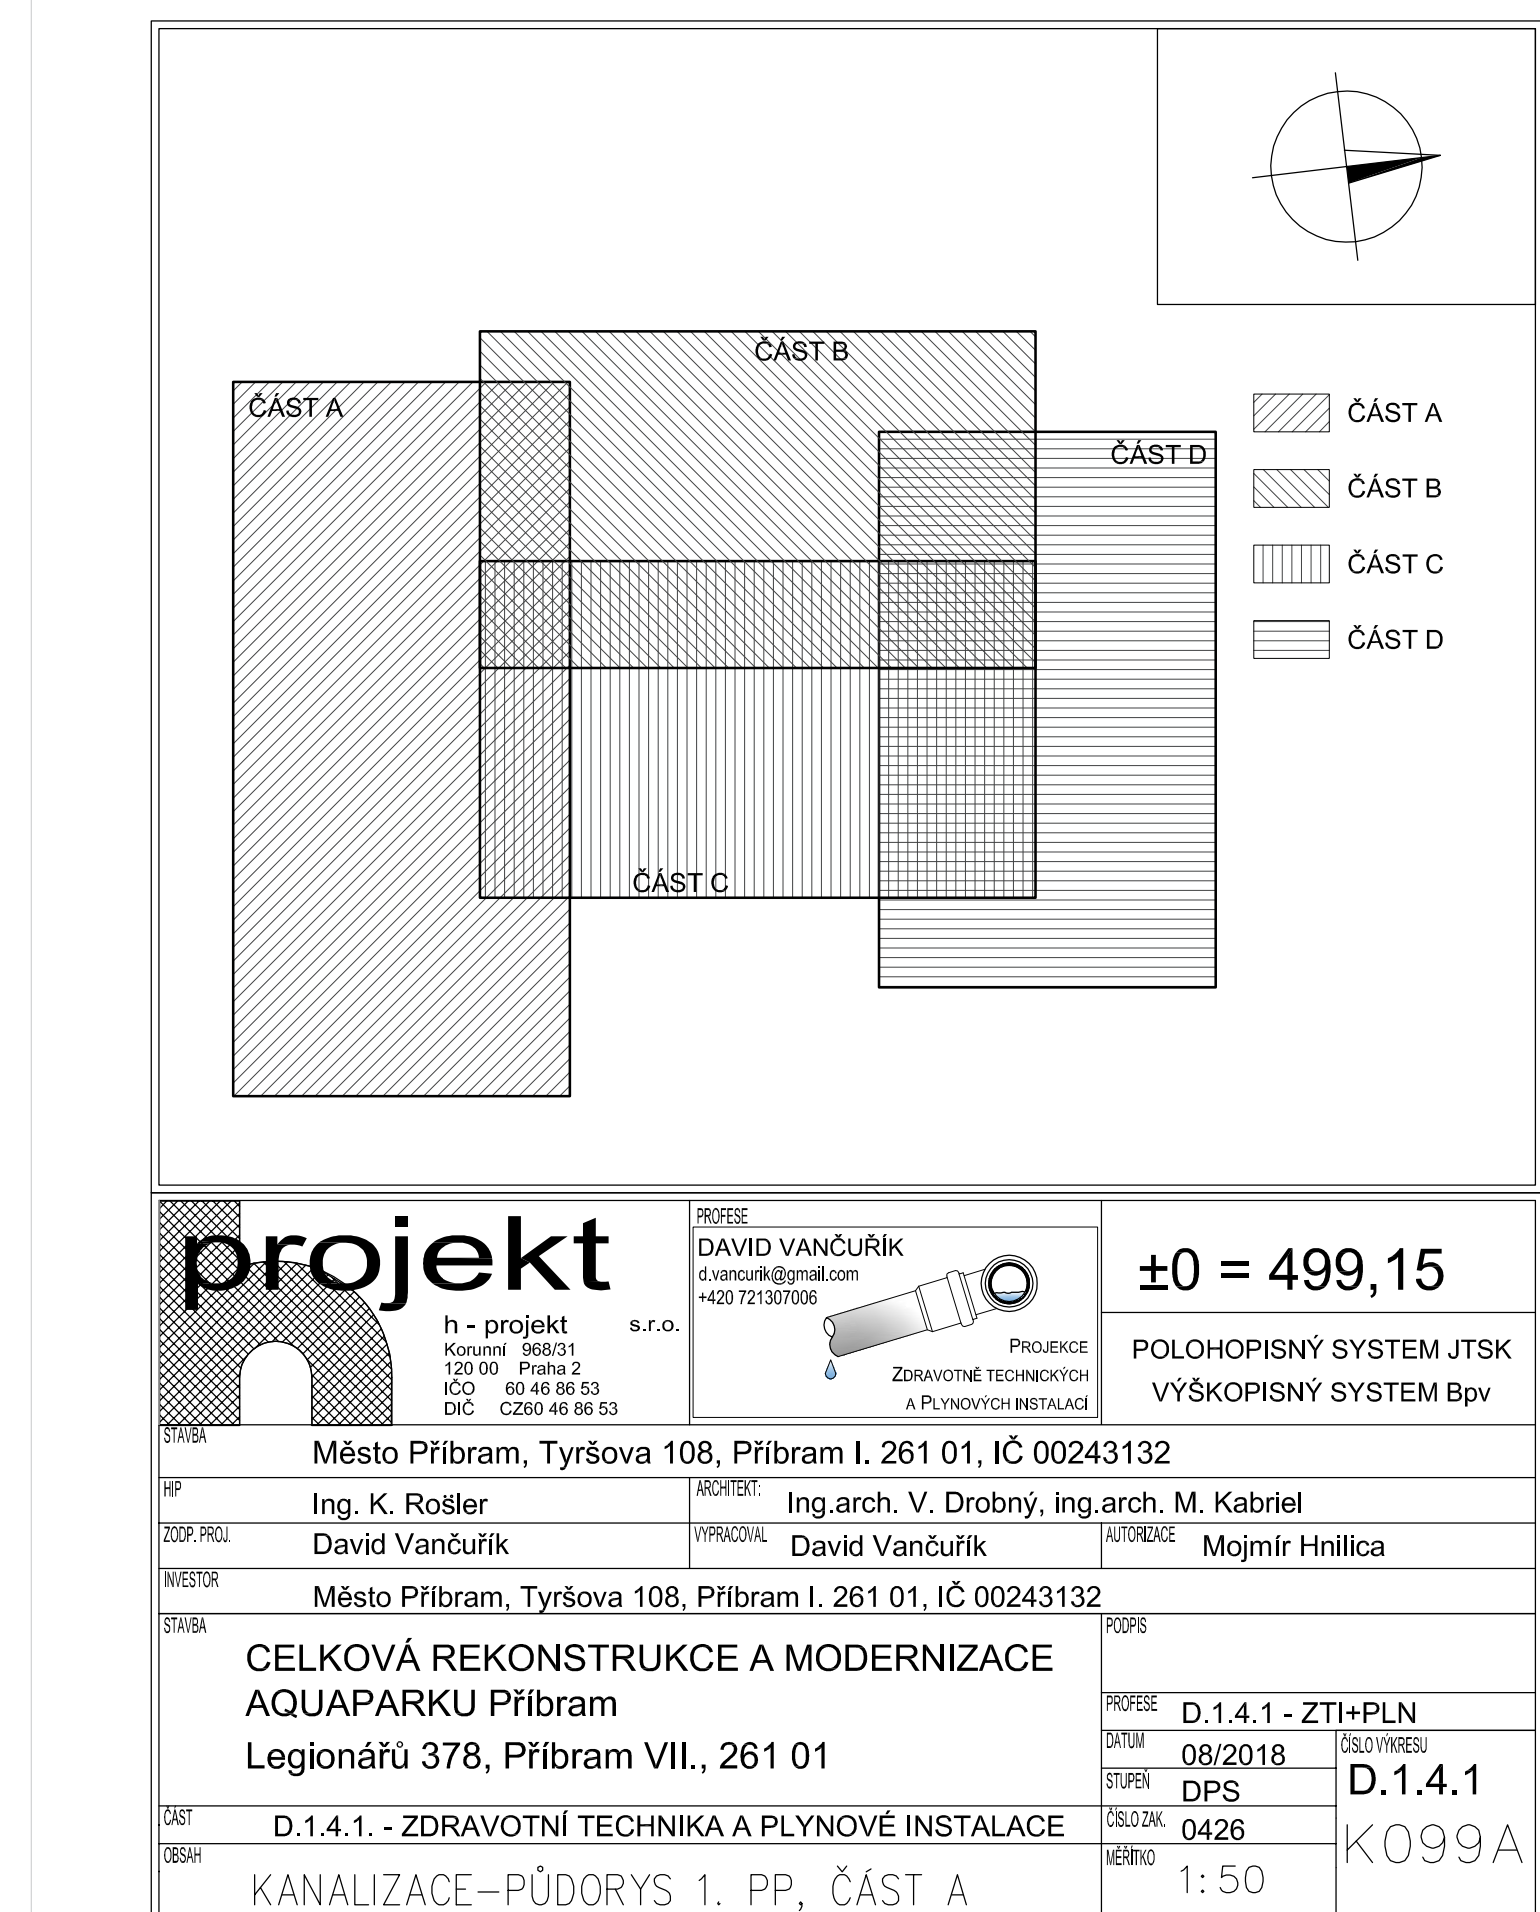 ČÁST B
ČÁST A
ČÁST D
ČÁST C
ČÁST A
ČÁST B
ČÁST C
ČÁST D
projekt
h - projekt s.r.o.
Korunní 968/31
120 00 Praha 2
IČO 60 46 86 53
DIČ CZ60 46 86 53
PROFESE
DAVID VANČUŘÍK
d.vancurik@gmail.com
+420 721307006
PROJEKCE
ZDRAVOTNĚ TECHNICKÝCH
A PLYNOVÝCH INSTALACÍ
±0 = 499,15
POLOHOPISNÝ SYSTEM JTSK
VÝŠKOPISNÝ SYSTEM Bpv
STAVBA
Město Příbram, Tyršova 108, Příbram I. 261 01, IČ 00243132
HIP
Ing. K. Rošler
ARCHITEKT:
Ing.arch. V. Drobný, ing.arch. M. Kabriel
ZODP. PROJ.
David Vančuřík
VYPRACOVAL
David Vančuřík
AUTORIZACE
Mojmír Hnilica
INVESTOR
Město Příbram, Tyršova 108, Příbram I. 261 01, IČ 00243132
STAVBA
CELKOVÁ REKONSTRUKCE A MODERNIZACE
AQUAPARKU Příbram
Legionářů 378, Příbram VII., 261 01
PODPIS
PROFESE
D.1.4.1 - ZTI+PLN
DATUM
08/2018
ČÍSLO VÝKRESU
D.1.4.1
K099A
STUPEŇ
DPS
ČÁST
D.1.4.1. - ZDRAVOTNÍ TECHNIKA A PLYNOVÉ INSTALACE
ČÍSLO ZAK.
0426
OBSAH
KANALIZACE-PŮDORYS 1. PP, ČÁST A
MĚŘÍTKO
1:50